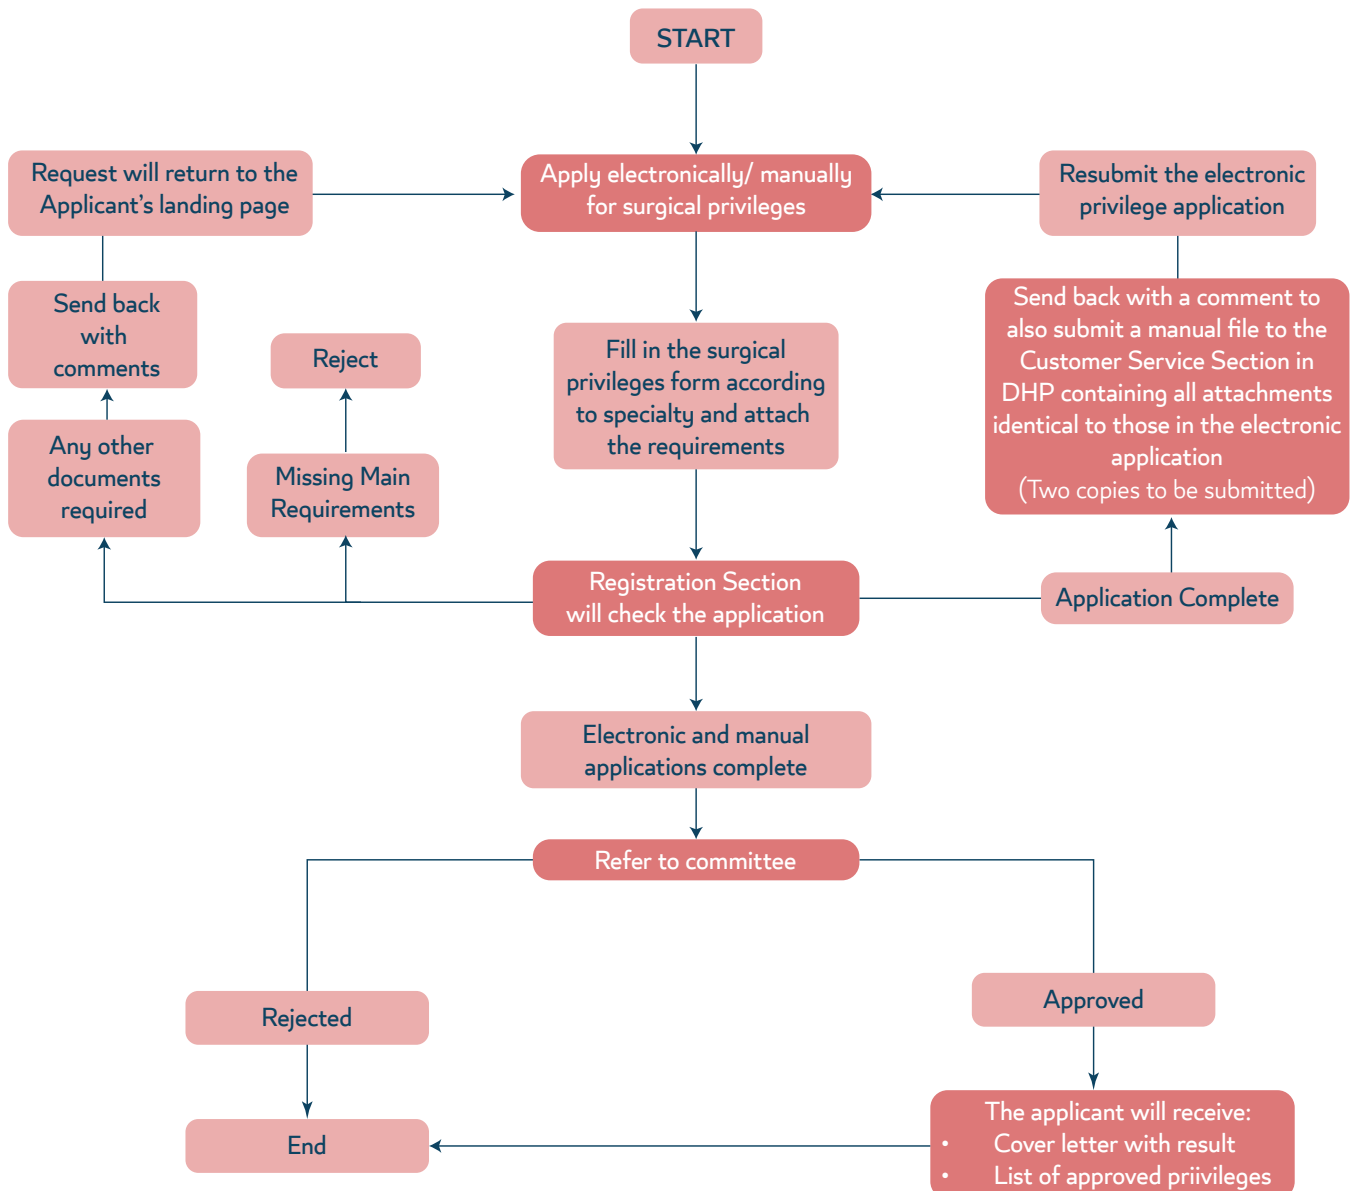 START
Request will return to the
Applicant's landing page
Apply electronically/ manually
for surgical privileges
Resubmit the electronic
privilege application
Send back
with
comments
Reject
Fill in the surgical
privileges form according
to specialty and attach
the requirements
Send back with a comment to
also submit a manual file to the
Customer Service Section in
DHP containing all attachments
identical to those in the electronic
application
(Two copies to be submitted)
Any other
documents
required
Missing Main
Requirements
Registration Section
will check the application
Application Complete
Electronic and manual
applications complete
Refer to committee
Rejected
Approved
End
The applicant will receive:
• Cover letter with result
• List of approved priivileges